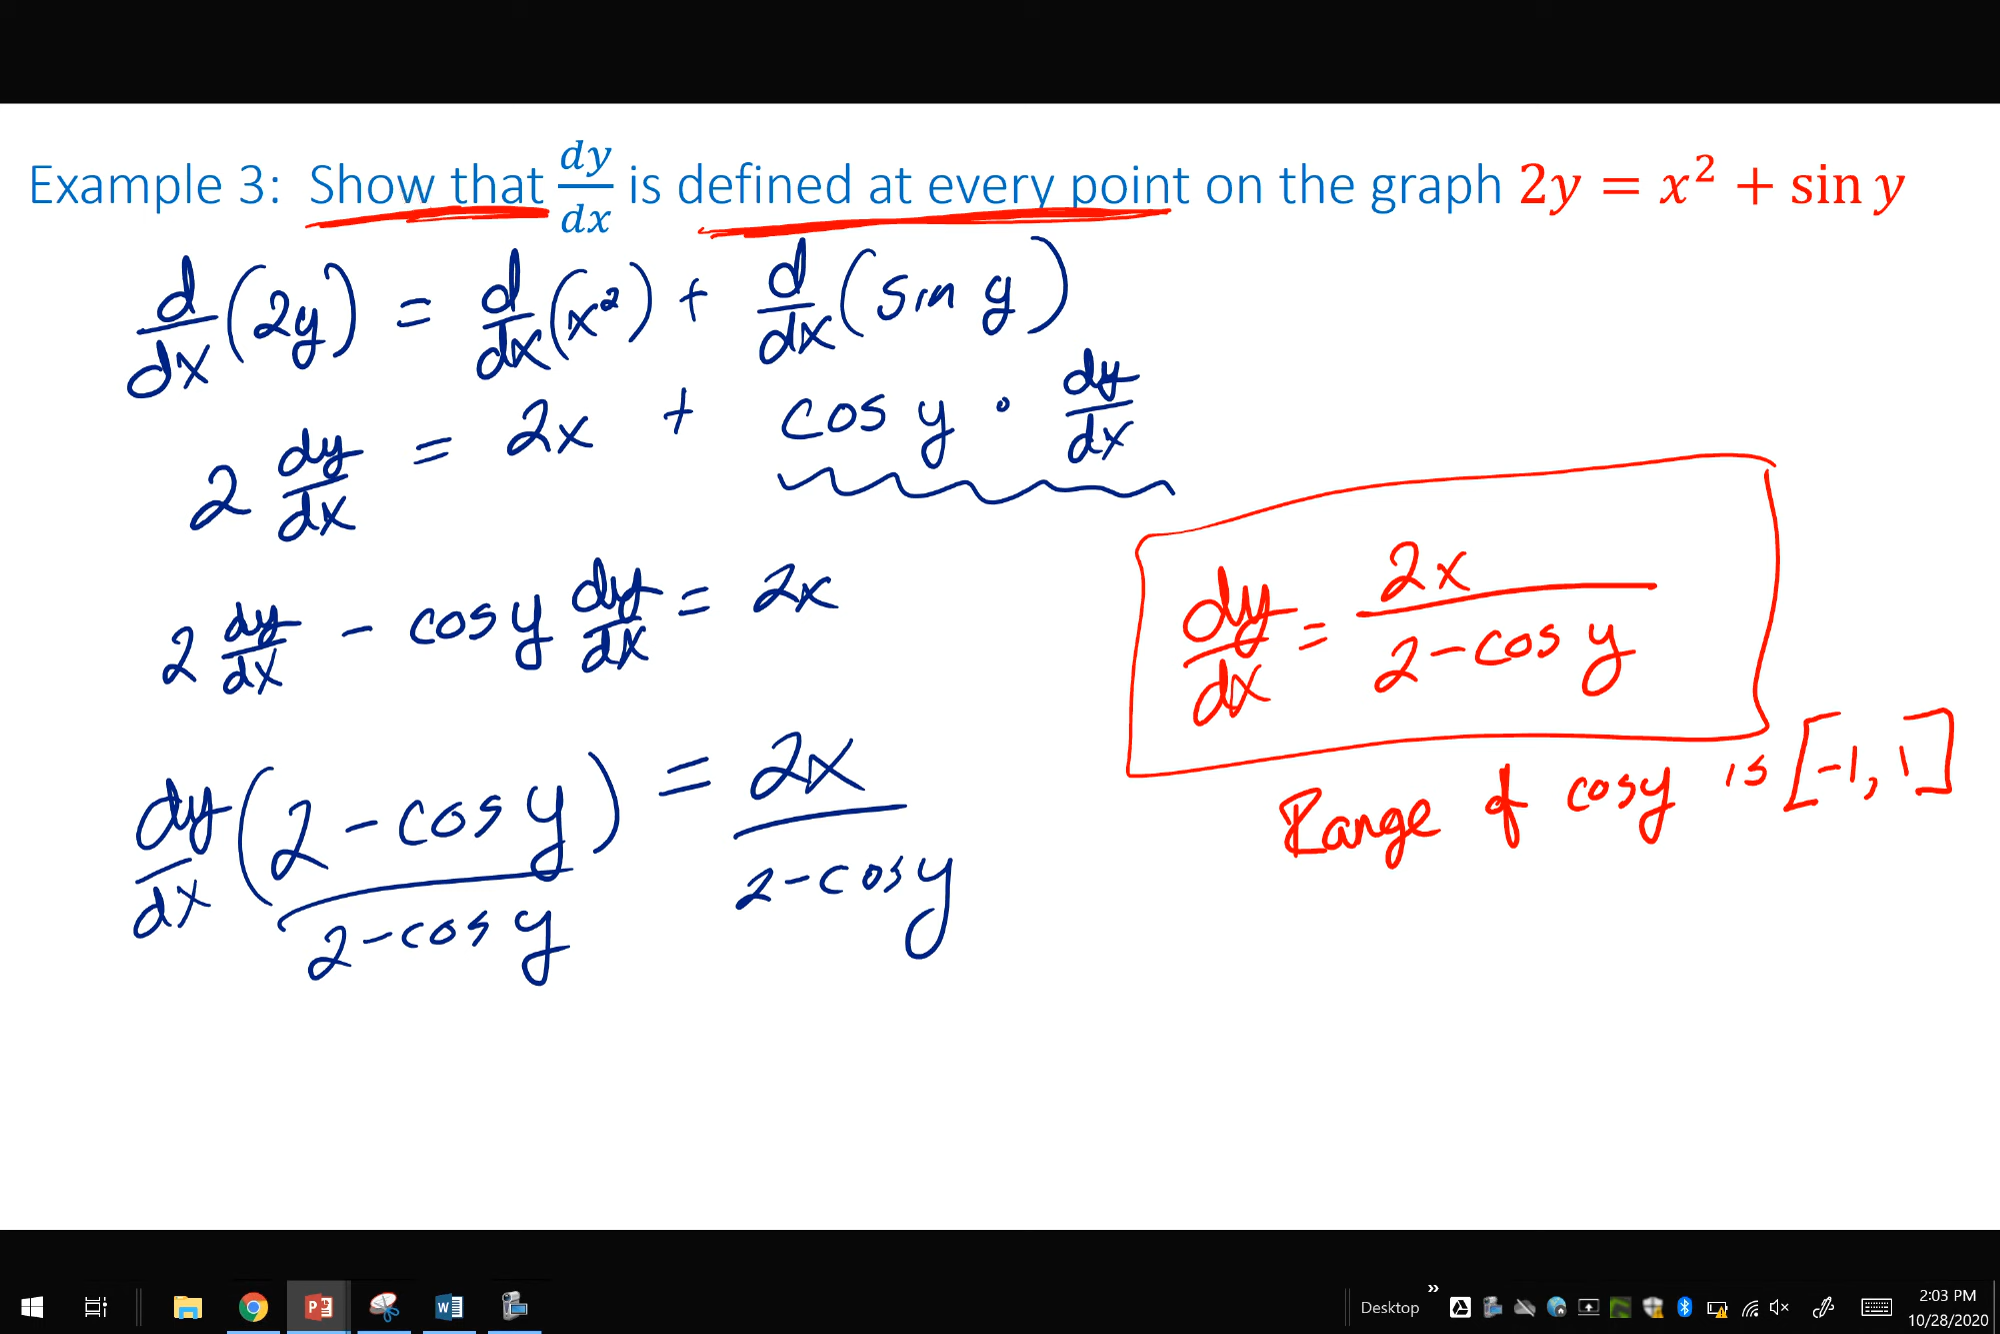 Example 3: Show that dy/dx is defined at every point on the graph 2y = x² + sin y
d/dx (2y) = d/dx (x²) + d/dx (sin y)
2 dy/dx = 2x + cos y · dy/dx
2 dy/dx - cos y dy/dx = 2x
dy/dx (2 - cos y) / 2 - cos y = 2x / 2 - cos y
dy/dx = 2x / 2 - cos y
Range of cos y is [-1, 1]
Desktop
2:03 PM
10/28/2020